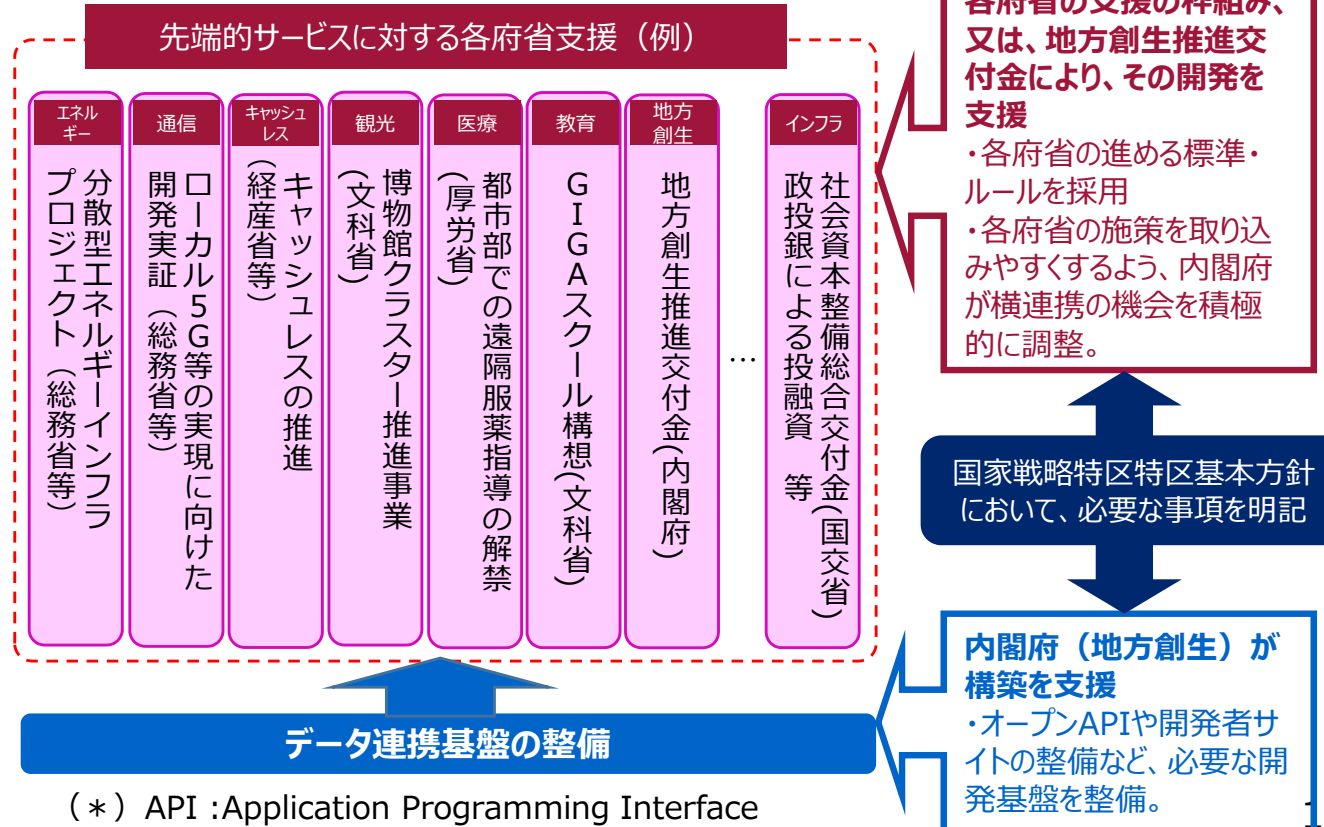 先端的サービスに対する各府省支援（例）
エネル
ギー
分散型エネルギーインフラ
プロジェクト（総務省等）
通信
ローカル５Ｇ等の実現に向けた
開発実証（総務省等）
キャッシュ
レス
キャッシュレスの推進
（経産省等）
観光
博物館クラスター推進事業
（文科省）
医療
都市部での遠隔服薬指導の解禁
（厚労省）
教育
ＧＩＧＡスクール構想(文科省)
地方
創生
地方創生推進交付金(内閣府)
…
インフラ
社会資本整備総合交付金(国交省)
政投銀による投融資　等
データ連携基盤の整備
（＊）API :Application Programming Interface
各府省の支援の枠組み、
又は、地方創生推進交
付金により、その開発を
支援
・各府省の進める標準・
ルールを採用
・各府省の施策を取り込
みやすくするよう、内閣府
が横連携の機会を積極
的に調整。
国家戦略特区特区基本方針
において、必要な事項を明記
内閣府（地方創生）が
構築を支援
・オープンAPIや開発者サ
イトの整備など、必要な開
発基盤を整備。